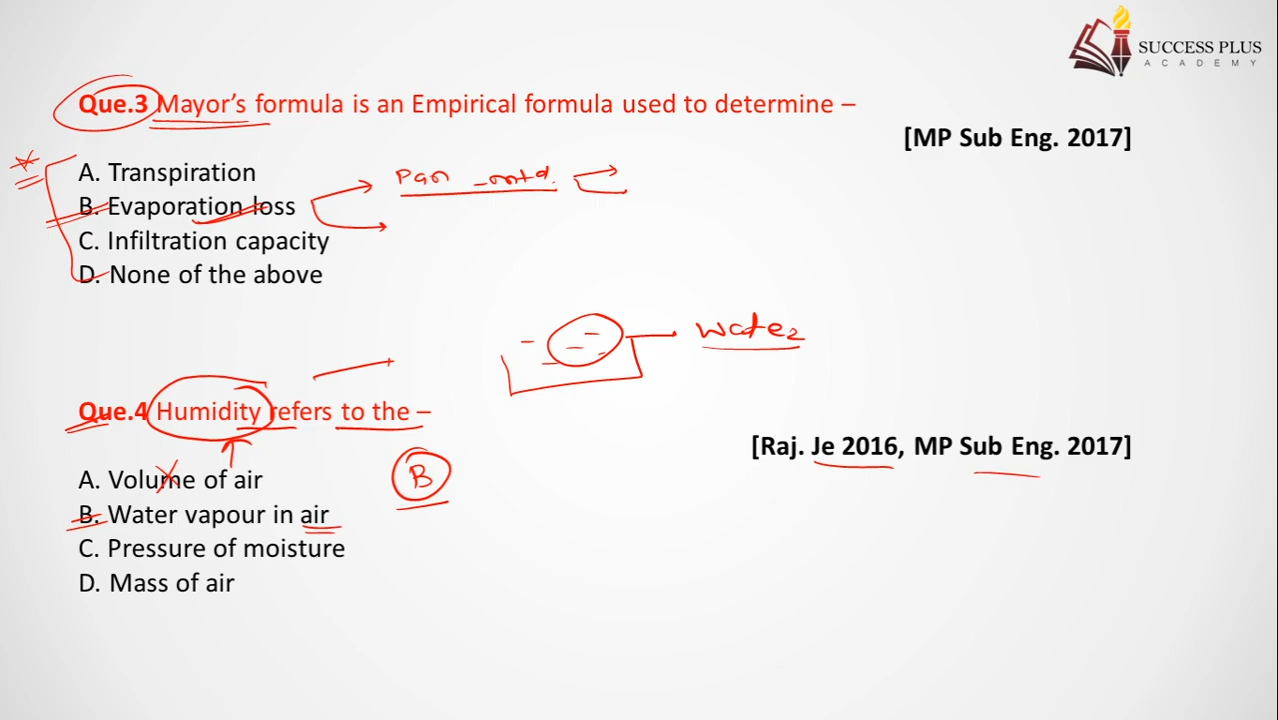 SUCCESS PLUS
ACADEMY
Que.3 Mayor's formula is an Empirical formula used to determine –
[MP Sub Eng. 2017]
A. Transpiration
B. Evaporation loss
C. Infiltration capacity
D. None of the above
Pan
Water
Que.4 Humidity refers to the –
[Raj. Je 2016, MP Sub Eng. 2017]
A. Volume of air
B
B. Water vapour in air
C. Pressure of moisture
D. Mass of air